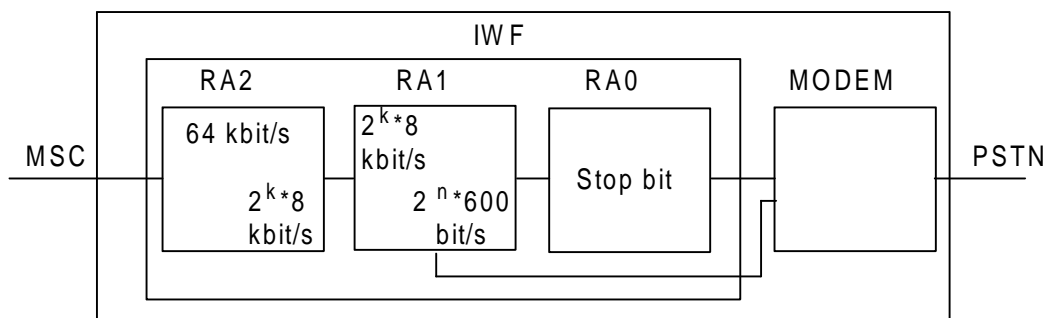 IWF
RA2 RA1 RA0 MODEM
MSC
64 kbit/s
2^k*8
kbit/s
2^k*8
kbit/s
2^n*600
bit/s
Stop bit
PSTN